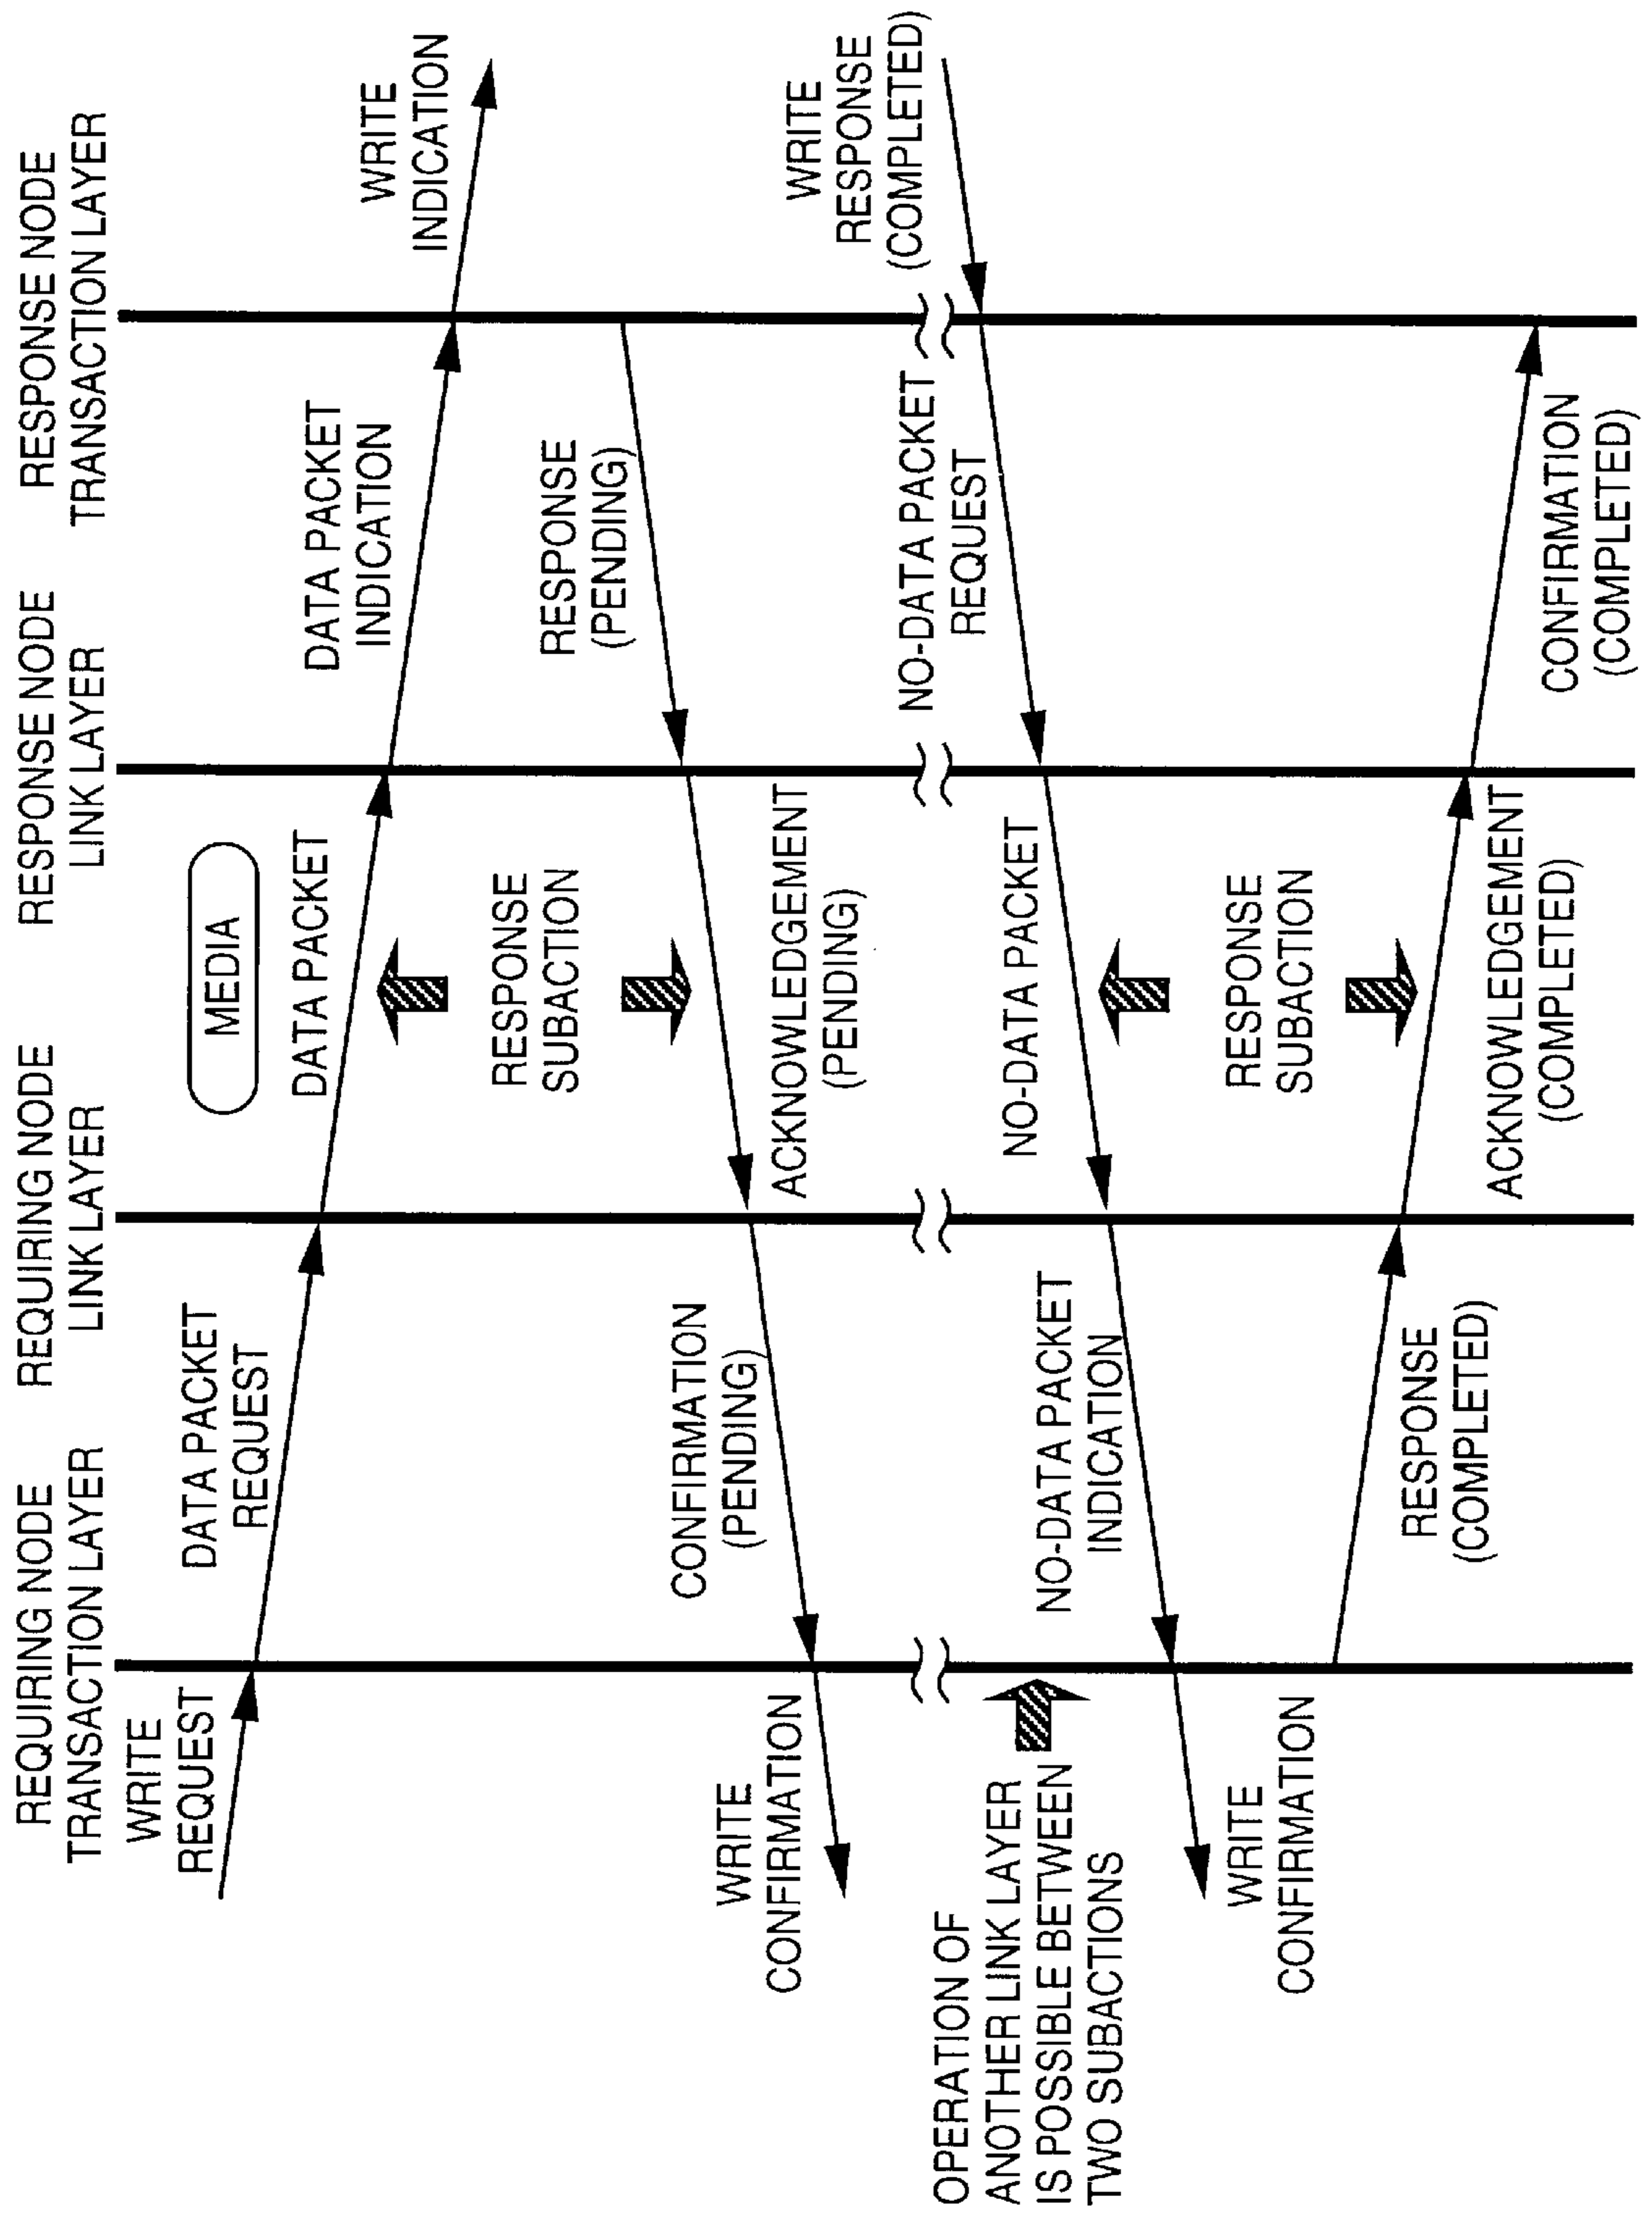 REQUIRING NODE
TRANSACTION LAYER
REQUIRING NODE
LINK LAYER
RESPONSE NODE
LINK LAYER
RESPONSE NODE
TRANSACTION LAYER
WRITE
REQUEST
DATA PACKET
REQUEST
MEDIA
DATA PACKET
DATA PACKET
INDICATION
WRITE
INDICATION
RESPONSE
SUBACTION
RESPONSE
(PENDING)
ACKNOWLEDGEMENT
(PENDING)
CONFIRMATION
(PENDING)
WRITE
CONFIRMATION
WRITE
RESPONSE
(COMPLETED)
NO-DATA PACKET
REQUEST
NO-DATA PACKET
NO-DATA PACKET
INDICATION
OPERATION OF
ANOTHER LINK LAYER
IS POSSIBLE BETWEEN
TWO SUBACTIONS
WRITE
CONFIRMATION
RESPONSE
SUBACTION
RESPONSE
(COMPLETED)
ACKNOWLEDGEMENT
(COMPLETED)
CONFIRMATION
(COMPLETED)